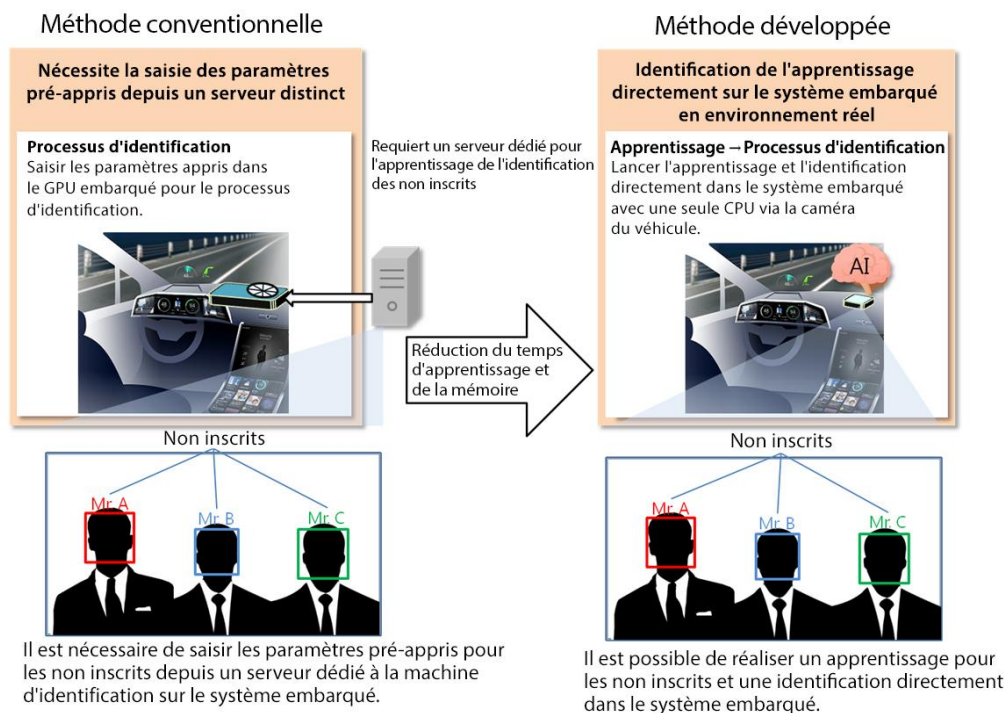 Méthode conventionnelle
Nécessite la saisie des paramètres
pré-appris depuis un serveur distinct
Processus d'identification
Saisir les paramètres appris dans
le GPU embarqué pour le processus
d'identification.
Requiert un serveur dédié pour
l'apprentissage de l'identification
des non inscrits
Réduction du temps
d'apprentissage et
de la mémoire
Non inscrits
Mr. A
Mr. B
Mr. C
Il est nécessaire de saisir les paramètres pré-appris pour
les non inscrits depuis un serveur dédié à la machine
d'identification sur le système embarqué.
Méthode développée
Identification de l'apprentissage
directement sur le système embarqué
en environnement réel
Apprentissage → Processus d'identification
Lancer l'apprentissage et l'identification
directement dans le système embarqué
avec une seule CPU via la caméra
du véhicule.
AI
Non inscrits
Mr. A
Mr. B
Mr. C
Il est possible de réaliser un apprentissage pour
les non inscrits et une identification directement
dans le système embarqué.